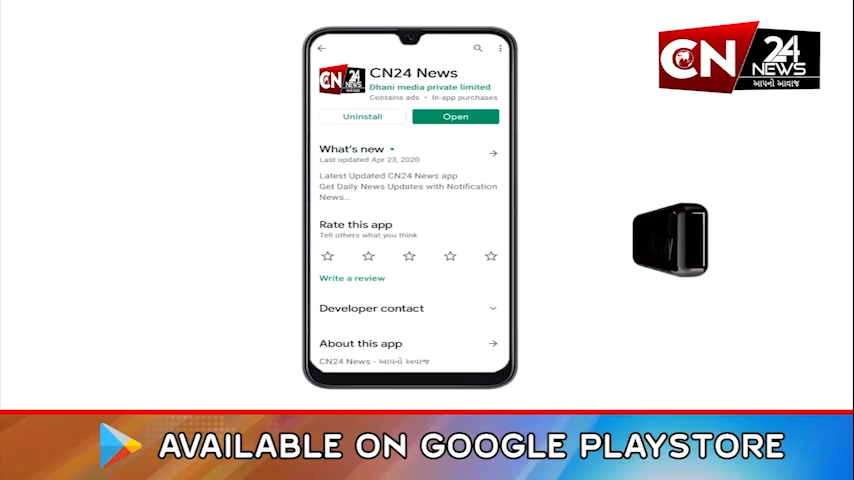 CN24 News
Dhani media private limited
Contains ads • In-app purchases
Uninstall
Open
What's new •
Last updated Apr 23, 2020
Latest Updated CN24 News app
Get Daily News Updates with Notification
News...
Rate this app
Tell others what you think
Write a review
Developer contact
About this app
CN24 News - આપનો અવાજ
CN 24
NEWS
આપનો અવાજ
CN 24
NEWS
AVAILABLE ON GOOGLE PLAYSTORE